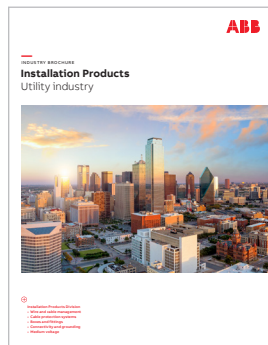 ABB
INDUSTRY BROCHURE
Installation Products
Utility industry
Installation Products Division
– Wire and cable management
– Cable protection systems
– Boxes and fittings
– Connectivity and grounding
– Medium voltage